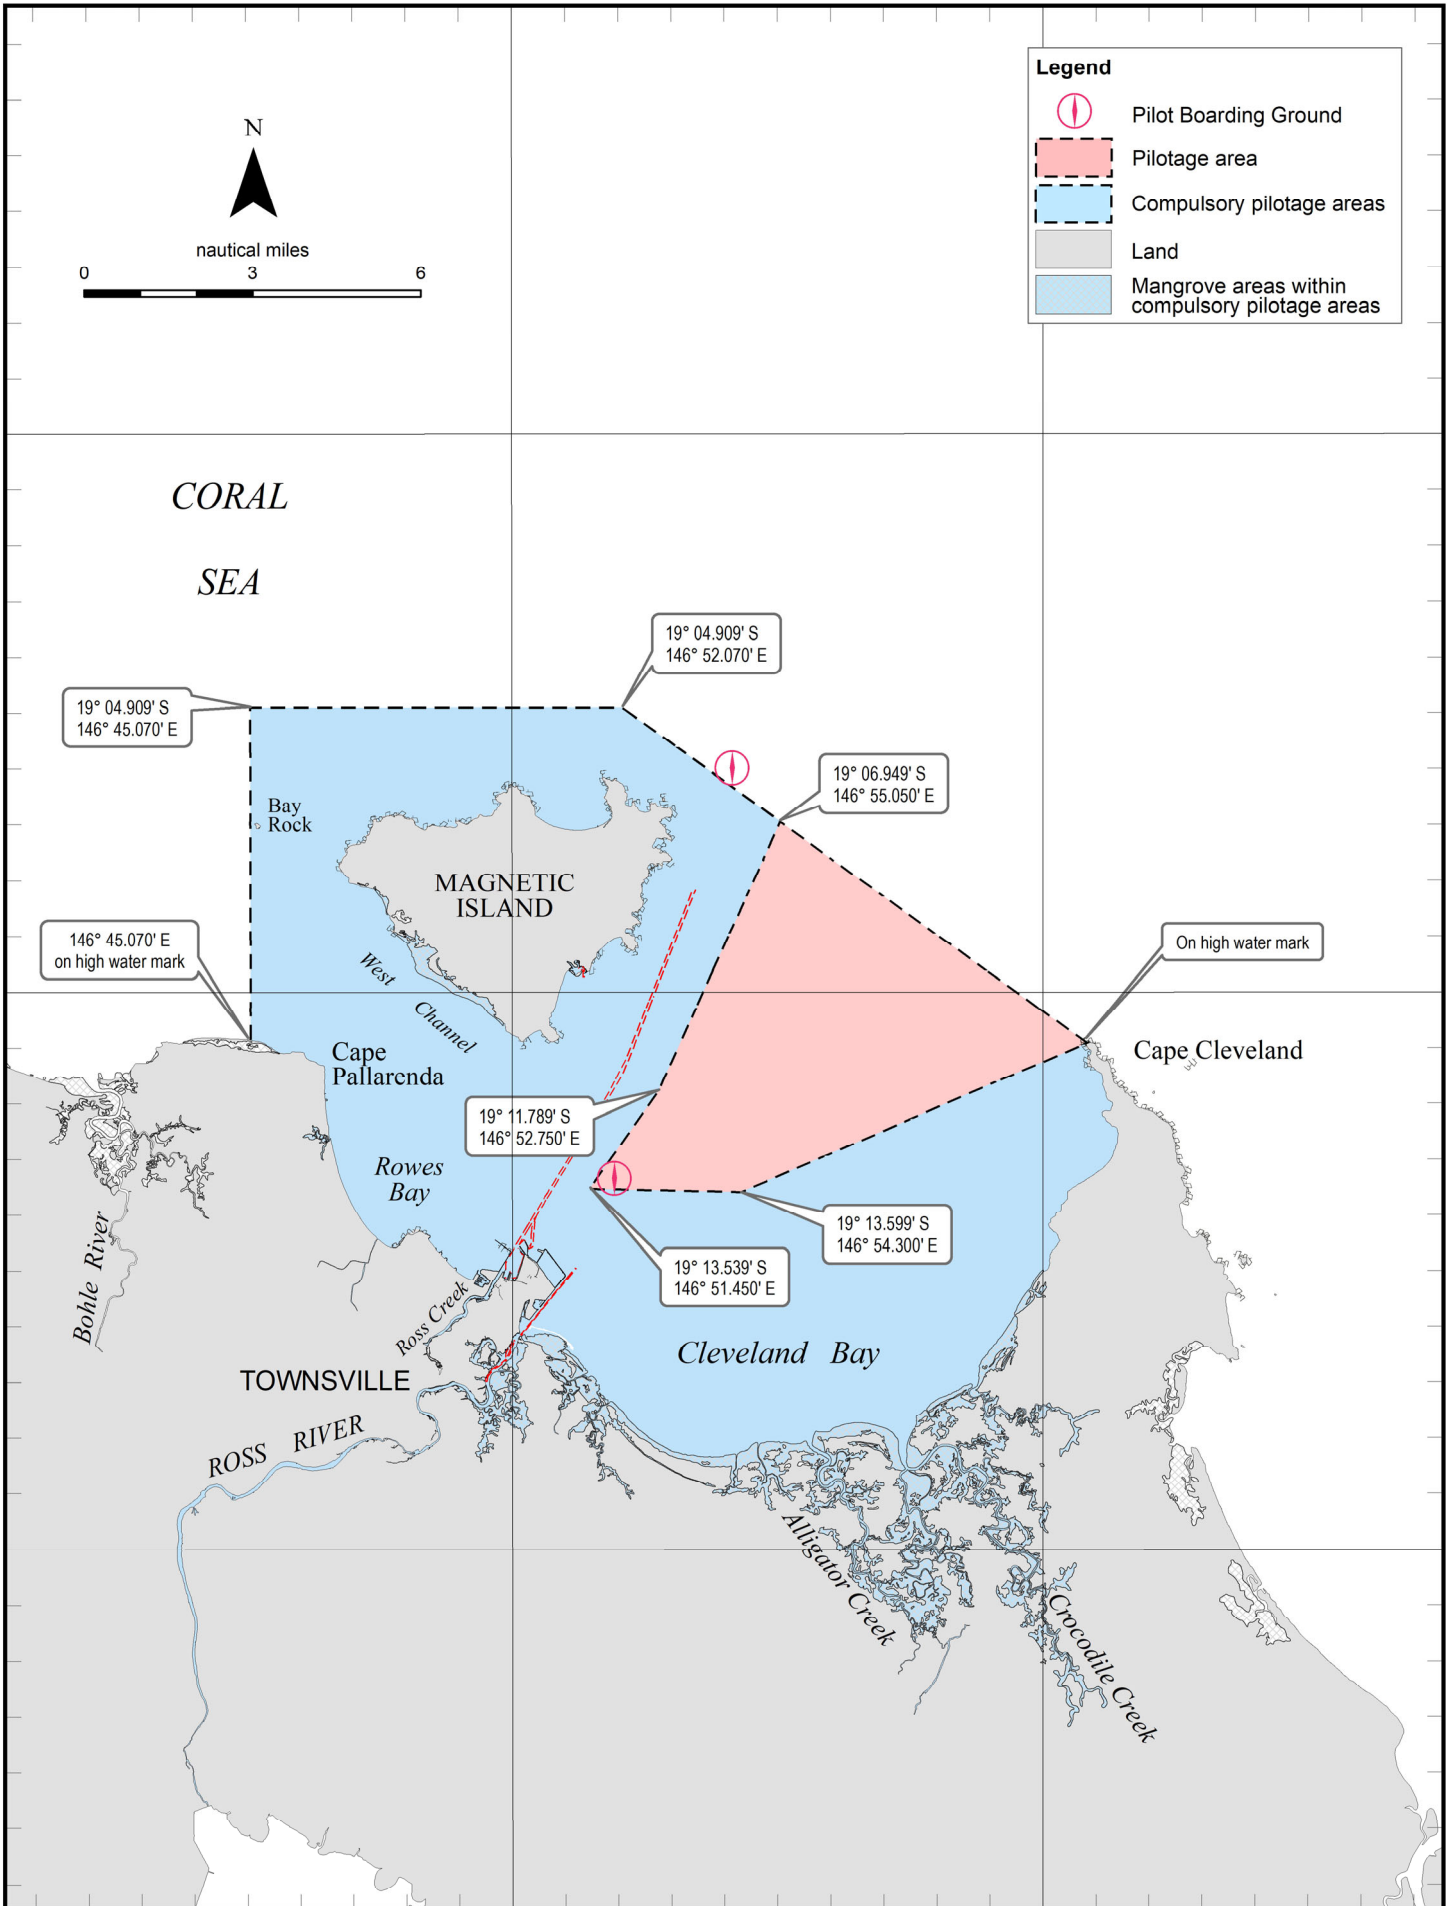 Legend
Pilot Boarding Ground
Pilotage area
Compulsory pilotage areas
Land
Mangrove areas within
compulsory pilotage areas
N
nautical miles
0 3 6
CORAL
SEA
19° 04.909' S
146° 52.070' E
19° 04.909' S
146° 45.070' E
19° 06.949' S
146° 55.050' E
Bay
Rock
MAGNETIC
ISLAND
146° 45.070' E
on high water mark
On high water mark
West
Channel
Cape
Pallarenda
Cape Cleveland
19° 11.789' S
146° 52.750' E
Rowes
Bay
19° 13.599' S
146° 54.300' E
19° 13.539' S
146° 51.450' E
Bohle River
Ross Creek
Cleveland Bay
TOWNSVILLE
ROSS RIVER
Alligator Creek
Crocodile Creek